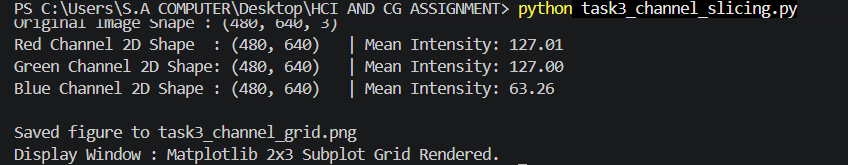 PS C:\Users\S.A COMPUTER\Desktop\HCI AND CG ASSIGNMENT> python task3_channel_slicing.py
Original Image Shape : (480, 640, 3)
Red Channel 2D Shape  : (480, 640)   | Mean Intensity: 127.01
Green Channel 2D Shape: (480, 640)   | Mean Intensity: 127.00
Blue Channel 2D Shape : (480, 640)   | Mean Intensity: 63.26
Saved figure to task3_channel_grid.png
Display Window : Matplotlib 2x3 Subplot Grid Rendered.